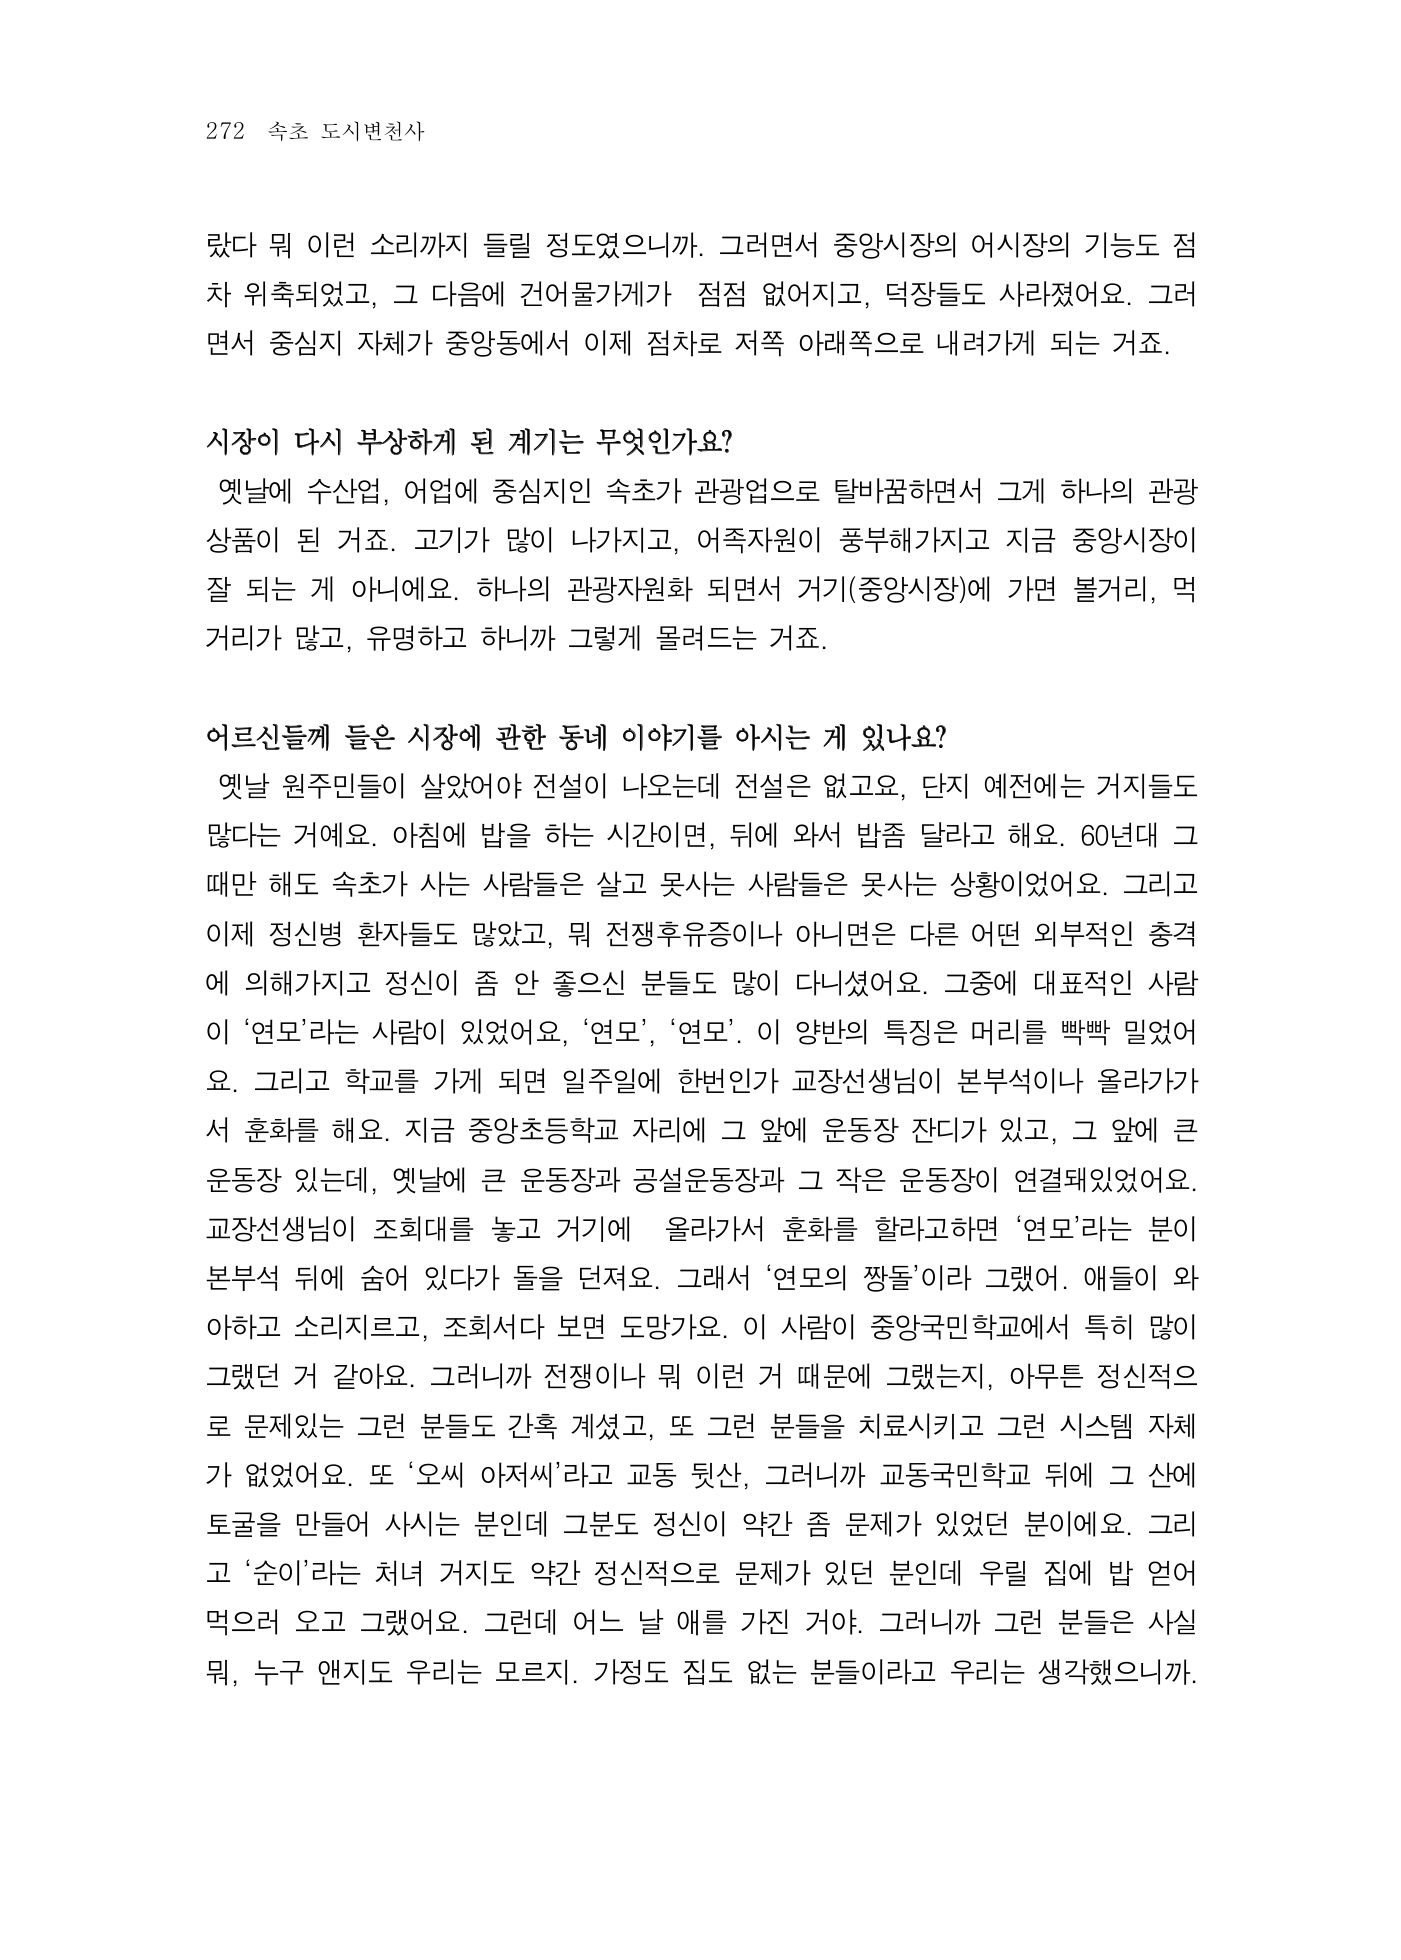 272 속초 도시변천사
랐다 뭐 이런 소리까지 들릴 정도였으니까. 그러면서 중앙시장의 어시장의 기능도 점
차 위축되었고, 그 다음에 건어물가게가 점점 없어지고, 덕장들도 사라졌어요. 그러
면서 중심지 자체가 중앙동에서 이제 점차로 저쪽 아래쪽으로 내려가게 되는 거죠.
시장이 다시 부상하게 된 계기는 무엇인가요?
옛날에 수산업, 어업에 중심지인 속초가 관광업으로 탈바꿈하면서 그게 하나의 관광
상품이 된 거죠. 고기가 많이 나가지고, 어족자원이 풍부해가지고 지금 중앙시장이
잘 되는 게 아니에요. 하나의 관광자원화 되면서 거기(중앙시장)에 가면 볼거리, 먹
거리가 많고, 유명하고 하니까 그렇게 몰려드는 거죠.
어르신들께 들은 시장에 관한 동네 이야기를 아시는 게 있나요?
옛날 원주민들이 살았어야 전설이 나오는데 전설은 없고요, 단지 예전에는 거지들도
많다는 거예요. 아침에 밥을 하는 시간이면, 뒤에 와서 밥좀 달라고 해요. 60년대 그
때만 해도 속초가 사는 사람들은 살고 못사는 사람들은 못사는 상황이었어요. 그리고
이제 정신병 환자들도 많았고, 뭐 전쟁후유증이나 아니면은 다른 어떤 외부적인 충격
에 의해가지고 정신이 좀 안 좋으신 분들도 많이 다니셨어요. 그중에 대표적인 사람
이 ‘연모’라는 사람이 있었어요, ‘연모’, ‘연모’. 이 양반의 특징은 머리를 빡빡 밀었어
요. 그리고 학교를 가게 되면 일주일에 한번인가 교장선생님이 본부석이나 올라가가
서 훈화를 해요. 지금 중앙초등학교 자리에 그 앞에 운동장 잔디가 있고, 그 앞에 큰
운동장 있는데, 옛날에 큰 운동장과 공설운동장과 그 작은 운동장이 연결돼있었어요.
교장선생님이 조회대를 놓고 거기에 올라가서 훈화를 할라고하면 ‘연모’라는 분이
본부석 뒤에 숨어 있다가 돌을 던져요. 그래서 ‘연모의 짱돌’이라 그랬어. 애들이 와
아하고 소리지르고, 조회서다 보면 도망가요. 이 사람이 중앙국민학교에서 특히 많이
그랬던 거 같아요. 그러니까 전쟁이나 뭐 이런 거 때문에 그랬는지, 아무튼 정신적으
로 문제있는 그런 분들도 간혹 계셨고, 또 그런 분들을 치료시키고 그런 시스템 자체
가 없었어요. 또 ‘오씨 아저씨’라고 교동 뒷산, 그러니까 교동국민학교 뒤에 그 산에
토굴을 만들어 사시는 분인데 그분도 정신이 약간 좀 문제가 있었던 분이에요. 그리
고 ‘순이’라는 처녀 거지도 약간 정신적으로 문제가 있던 분인데 우릴 집에 밥 얻어
먹으러 오고 그랬어요. 그런데 어느 날 애를 가진 거야. 그러니까 그런 분들은 사실
뭐, 누구 앤지도 우리는 모르지. 가정도 집도 없는 분들이라고 우리는 생각했으니까.